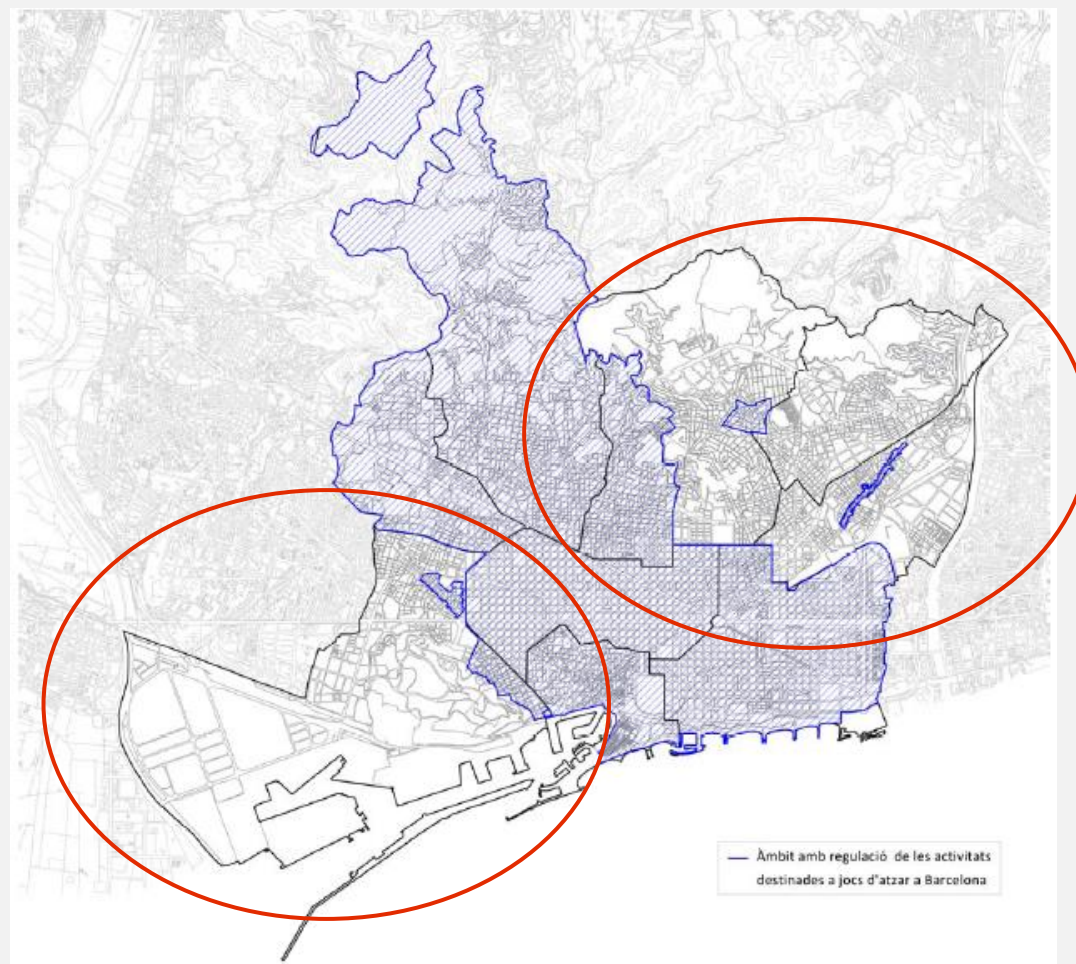 Àmbit amb regulació de les activitats
destinades a jocs d'atzar a Barcelona